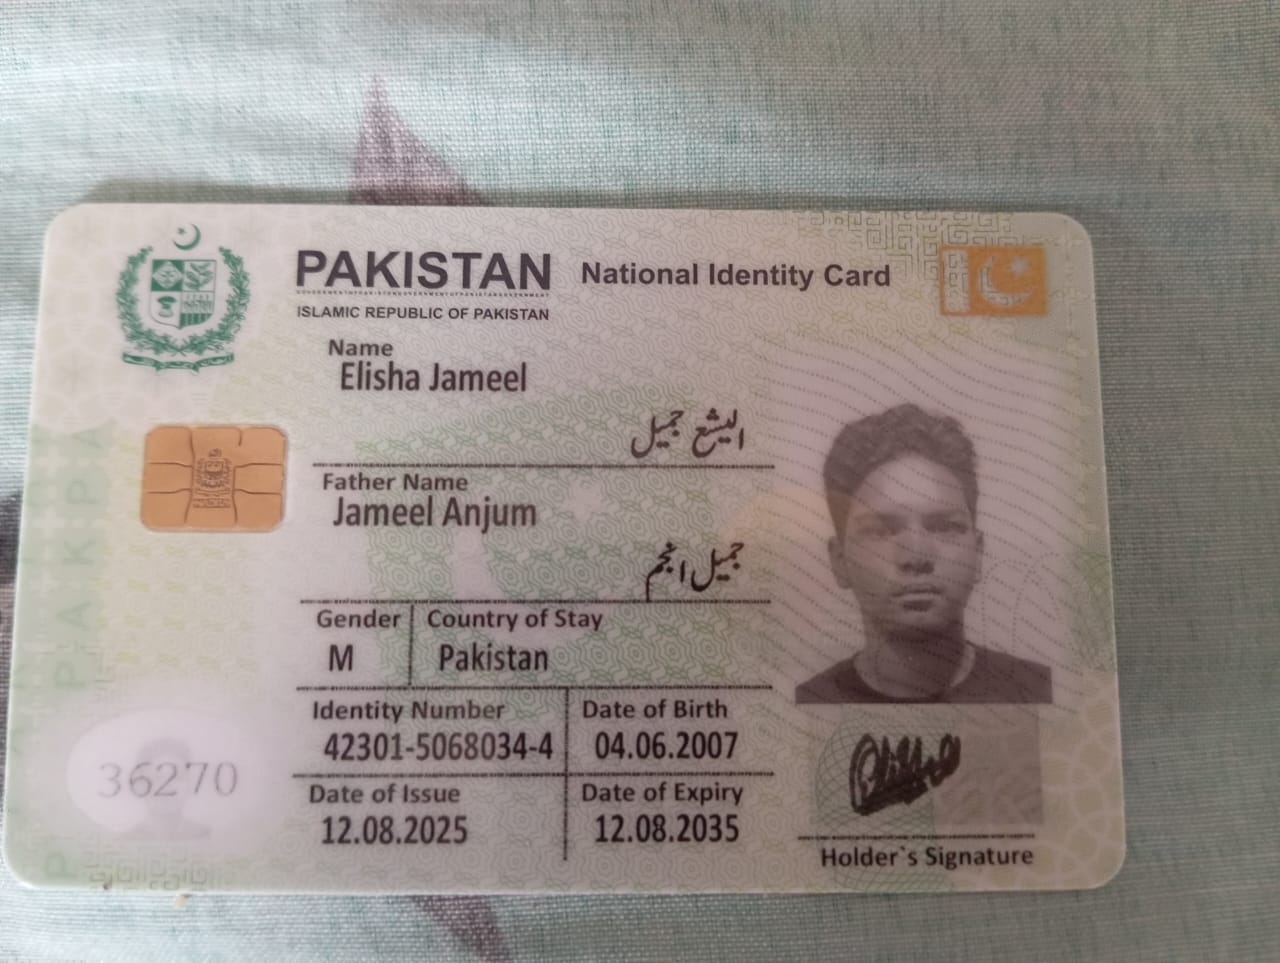 PAKISTAN National Identity Card
ISLAMIC REPUBLIC OF PAKISTAN
Name
Elisha Jameel
الیشع جمیل
Father Name
Jameel Anjum
جمیل انجم
Gender Country of Stay
M Pakistan
Identity Number Date of Birth
42301-5068034-4 04.06.2007
Date of Issue Date of Expiry
12.08.2025 12.08.2035
36270
Holder`s Signature